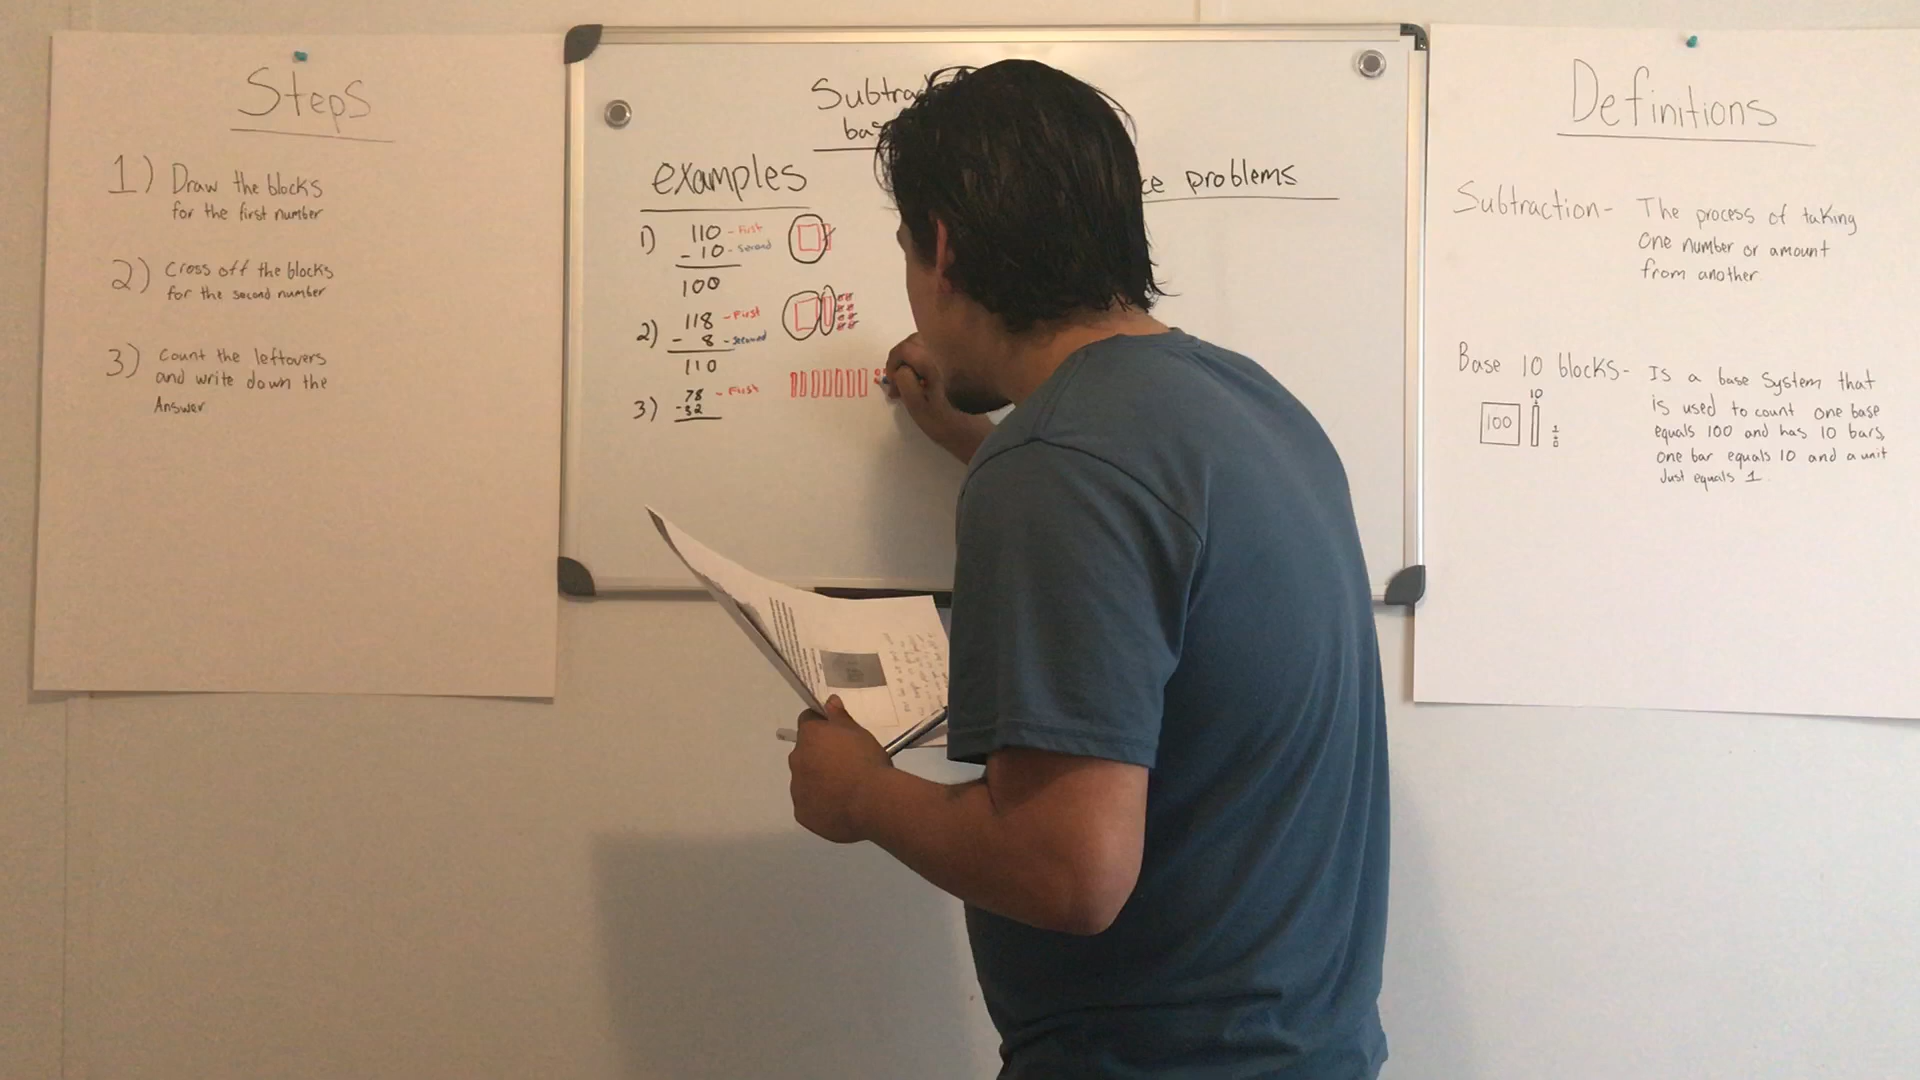 Steps
1) Draw the blocks
for the first number
2) Cross off the blocks
for the second number
3) Count the leftovers
and write down the
Answer
examples
problems
1) 110 - First
- 10 - Second
100
2) 118 - First
- 8 - Second
110
3) 78 - First
- 32
Definitions
Subtraction- The process of taking
one number or amount
from another.
Base 10 blocks- Is a base System that
is used to count one base
equals 100 and has 10 bars,
one bar equals 10 and a unit
Just equals 1.
100
10
1